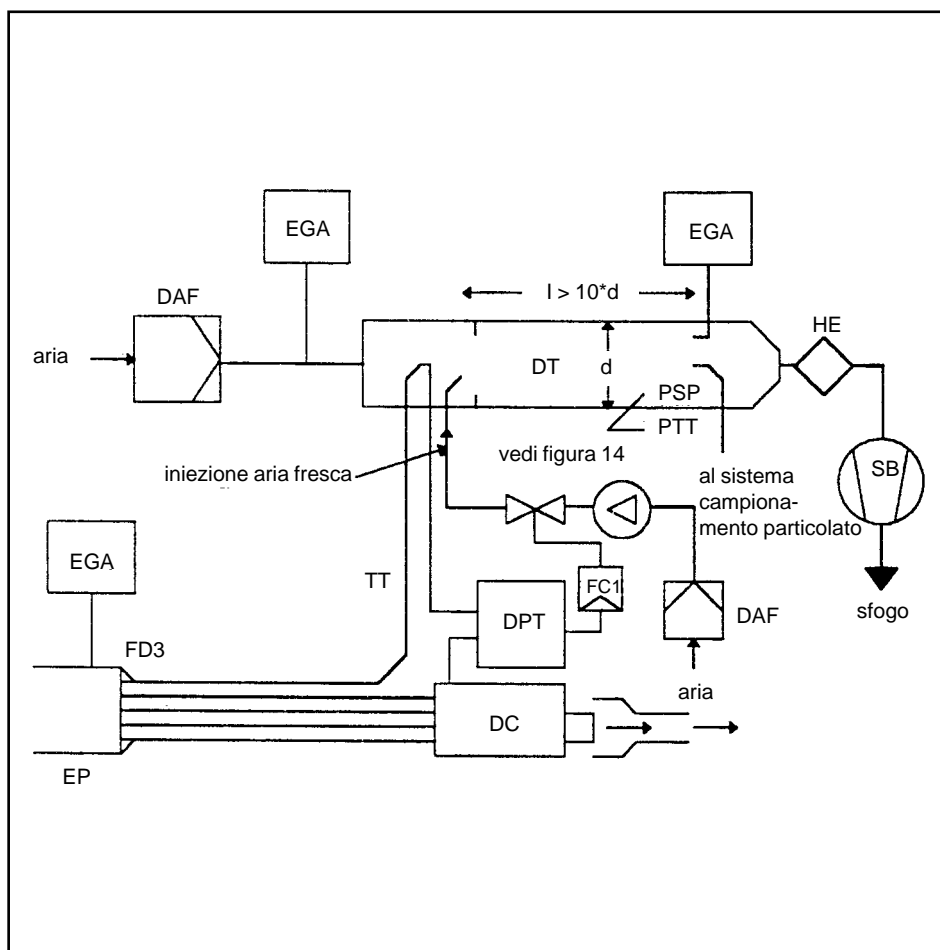 EGA
EGA
DAF
l > 10*d
HE
aria
DT
d
PSP
PTT
SB
iniezione aria fresca
vedi figura 14
al sistema
campiona-
mento particolato
EGA
TT
FC1
DPT
DAF
sfogo
FD3
aria
DC
EP